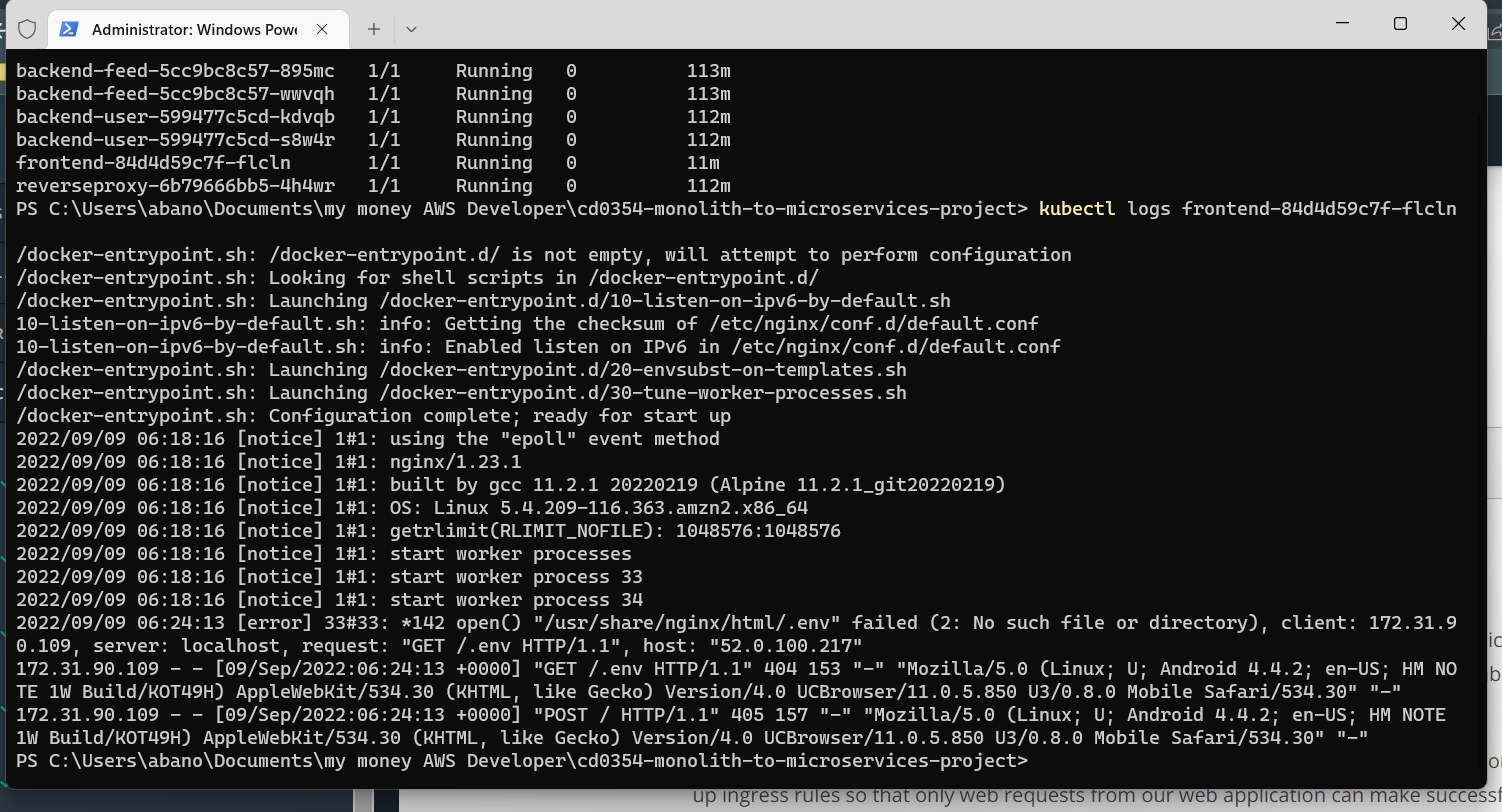 Administrator: Windows Powe
backend-feed-5cc9bc8c57-895mc   1/1     Running   0          113m
backend-feed-5cc9bc8c57-wwvqh   1/1     Running   0          113m
backend-user-599477c5cd-kdvqb   1/1     Running   0          112m
backend-user-599477c5cd-s8w4r   1/1     Running   0          112m
frontend-84d4d59c7f-flcln       1/1     Running   0          11m
reverseproxy-6b79666bb5-4h4wr   1/1     Running   0          112m
PS C:\Users\abano\Documents\my money AWS Developer\cd0354-monolith-to-microservices-project> kubectl logs frontend-84d4d59c7f-flcln
/docker-entrypoint.sh: /docker-entrypoint.d/ is not empty, will attempt to perform configuration
/docker-entrypoint.sh: Looking for shell scripts in /docker-entrypoint.d/
/docker-entrypoint.sh: Launching /docker-entrypoint.d/10-listen-on-ipv6-by-default.sh
10-listen-on-ipv6-by-default.sh: info: Getting the checksum of /etc/nginx/conf.d/default.conf
10-listen-on-ipv6-by-default.sh: info: Enabled listen on IPv6 in /etc/nginx/conf.d/default.conf
/docker-entrypoint.sh: Launching /docker-entrypoint.d/20-envsubst-on-templates.sh
/docker-entrypoint.sh: Launching /docker-entrypoint.d/30-tune-worker-processes.sh
/docker-entrypoint.sh: Configuration complete; ready for start up
2022/09/09 06:18:16 [notice] 1#1: using the "epoll" event method
2022/09/09 06:18:16 [notice] 1#1: nginx/1.23.1
2022/09/09 06:18:16 [notice] 1#1: built by gcc 11.2.1 20220219 (Alpine 11.2.1_git20220219)
2022/09/09 06:18:16 [notice] 1#1: OS: Linux 5.4.209-116.363.amzn2.x86_64
2022/09/09 06:18:16 [notice] 1#1: getrlimit(RLIMIT_NOFILE): 1048576:1048576
2022/09/09 06:18:16 [notice] 1#1: start worker processes
2022/09/09 06:18:16 [notice] 1#1: start worker process 33
2022/09/09 06:18:16 [notice] 1#1: start worker process 34
2022/09/09 06:24:13 [error] 33#33: *142 open() "/usr/share/nginx/html/.env" failed (2: No such file or directory), client: 172.31.9
0.109, server: localhost, request: "GET /.env HTTP/1.1", host: "52.0.100.217"
172.31.90.109 - - [09/Sep/2022:06:24:13 +0000] "GET /.env HTTP/1.1" 404 153 "-" "Mozilla/5.0 (Linux; U; Android 4.4.2; en-US; HM NO
TE 1W Build/KOT49H) AppleWebKit/534.30 (KHTML, like Gecko) Version/4.0 UCBrowser/11.0.5.850 U3/0.8.0 Mobile Safari/534.30" "-"
172.31.90.109 - - [09/Sep/2022:06:24:13 +0000] "POST / HTTP/1.1" 405 157 "-" "Mozilla/5.0 (Linux; U; Android 4.4.2; en-US; HM NOTE
1W Build/KOT49H) AppleWebKit/534.30 (KHTML, like Gecko) Version/4.0 UCBrowser/11.0.5.850 U3/0.8.0 Mobile Safari/534.30" "-"
PS C:\Users\abano\Documents\my money AWS Developer\cd0354-monolith-to-microservices-project>
up ingress rules so that only web requests from our web application can make